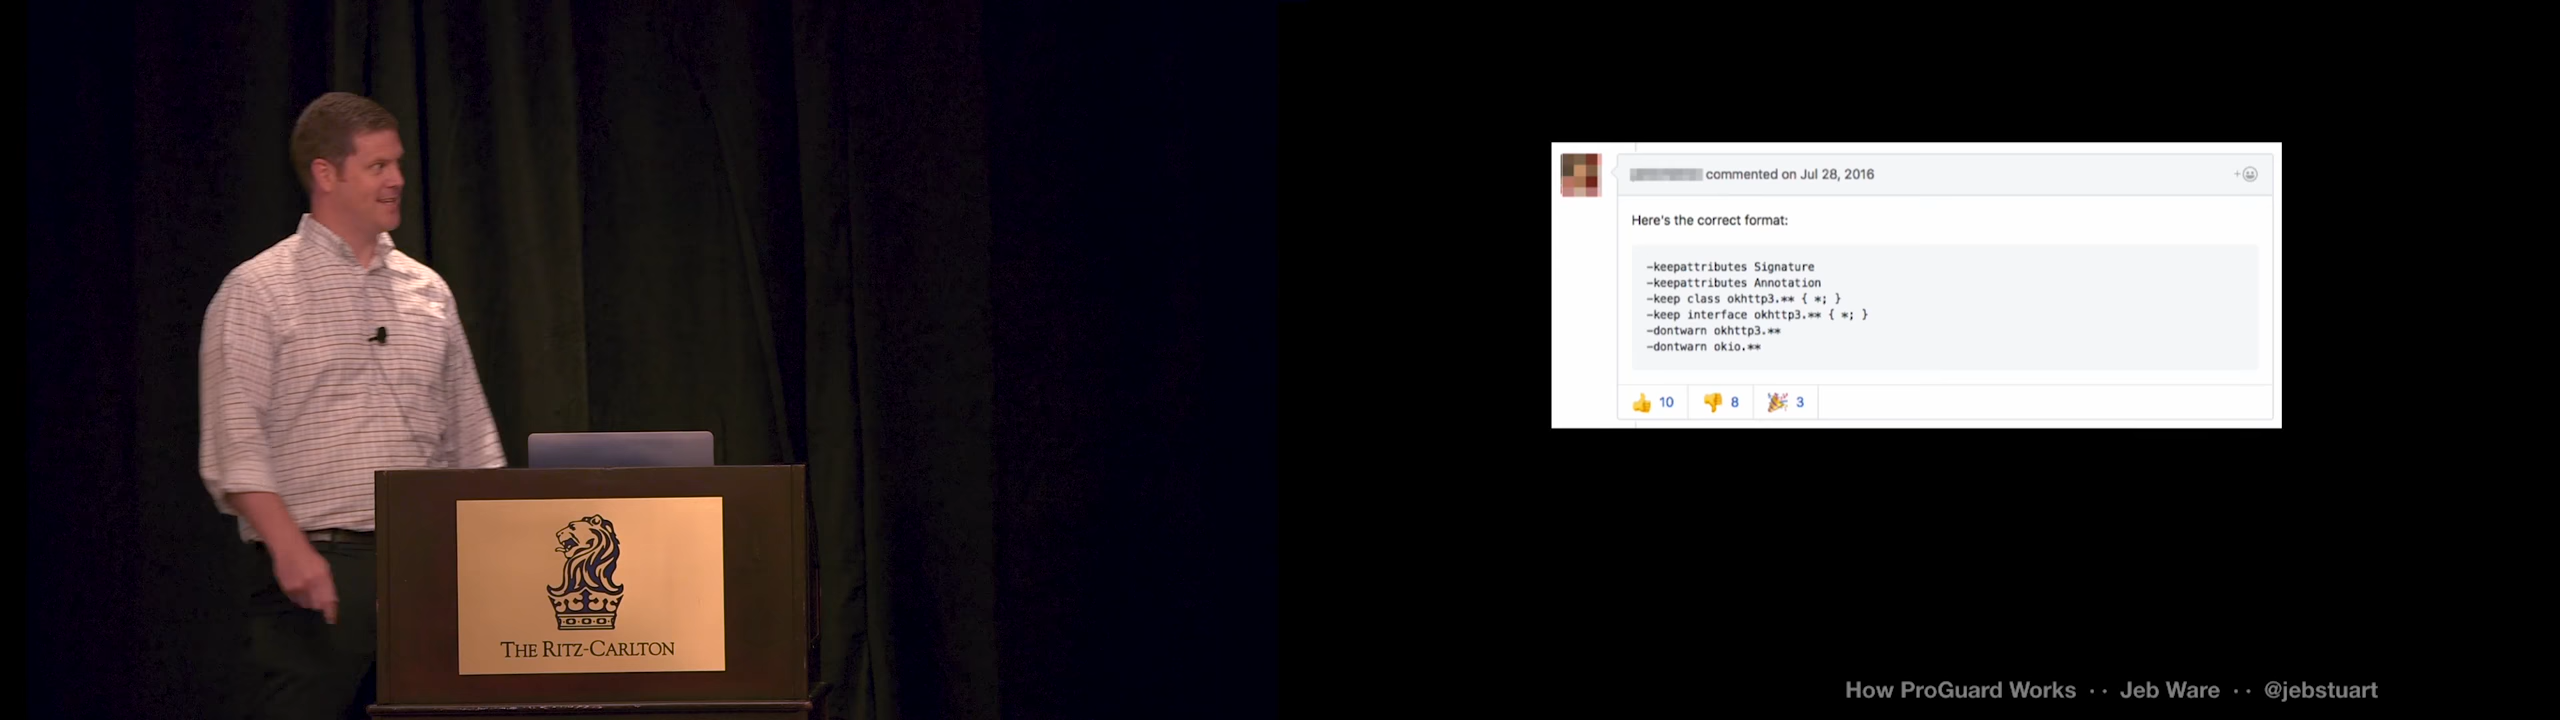 THE RITZ-CARLTON
commented on Jul 28, 2016
Here's the correct format:
-keepattributes Signature
-keepattributes Annotation
-keep class okhttp3.** { *; }
-keep interface okhttp3.** { *; }
-dontwarn okhttp3.**
-dontwarn okio.**
10 8 3
How ProGuard Works ·· Jeb Ware ·· @jebstuart